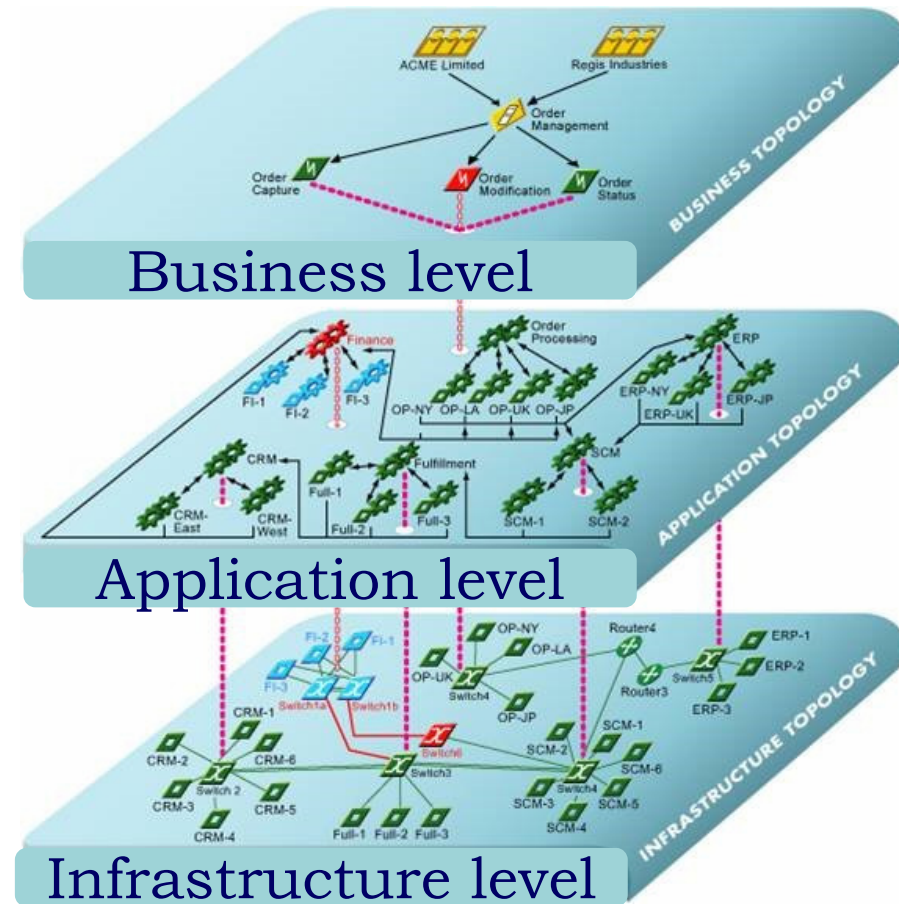 ACME Limited
Regis Industries
Order
Management
Order
Capture
Order
Modification
Order
Status
BUSINESS TOPOLOGY
Business level
Finance
Order
Processing
ERP
FI-1
FI-2
FI-3
OP-NY
OP-LA
OP-UK
OP-JP
ERP-NY
ERP-UK
ERP-JP
CRM
Fulfillment
SCM
CRM-
East
CRM-
West
Full-1
Full-2
Full-3
SCM-1
SCM-2
APPLICATION TOPOLOGY
Application level
FI-2
FI-1
FI-3
Switch1a
Switch1b
OP-NY
OP-LA
OP-UK
Switch4
OP-JP
Router4
Router3
Switch5
ERP-1
ERP-2
ERP-3
CRM-1
CRM-2
CRM-6
CRM-3
Switch 2
CRM-5
CRM-4
Switch6
Switch3
Full-1
Full-2
Full-3
SCM-1
SCM-2
SCM-6
Switch4
SCM-3
SCM-5
SCM-4
INFRASTRUCTURE TOPOLOGY
Infrastructure level